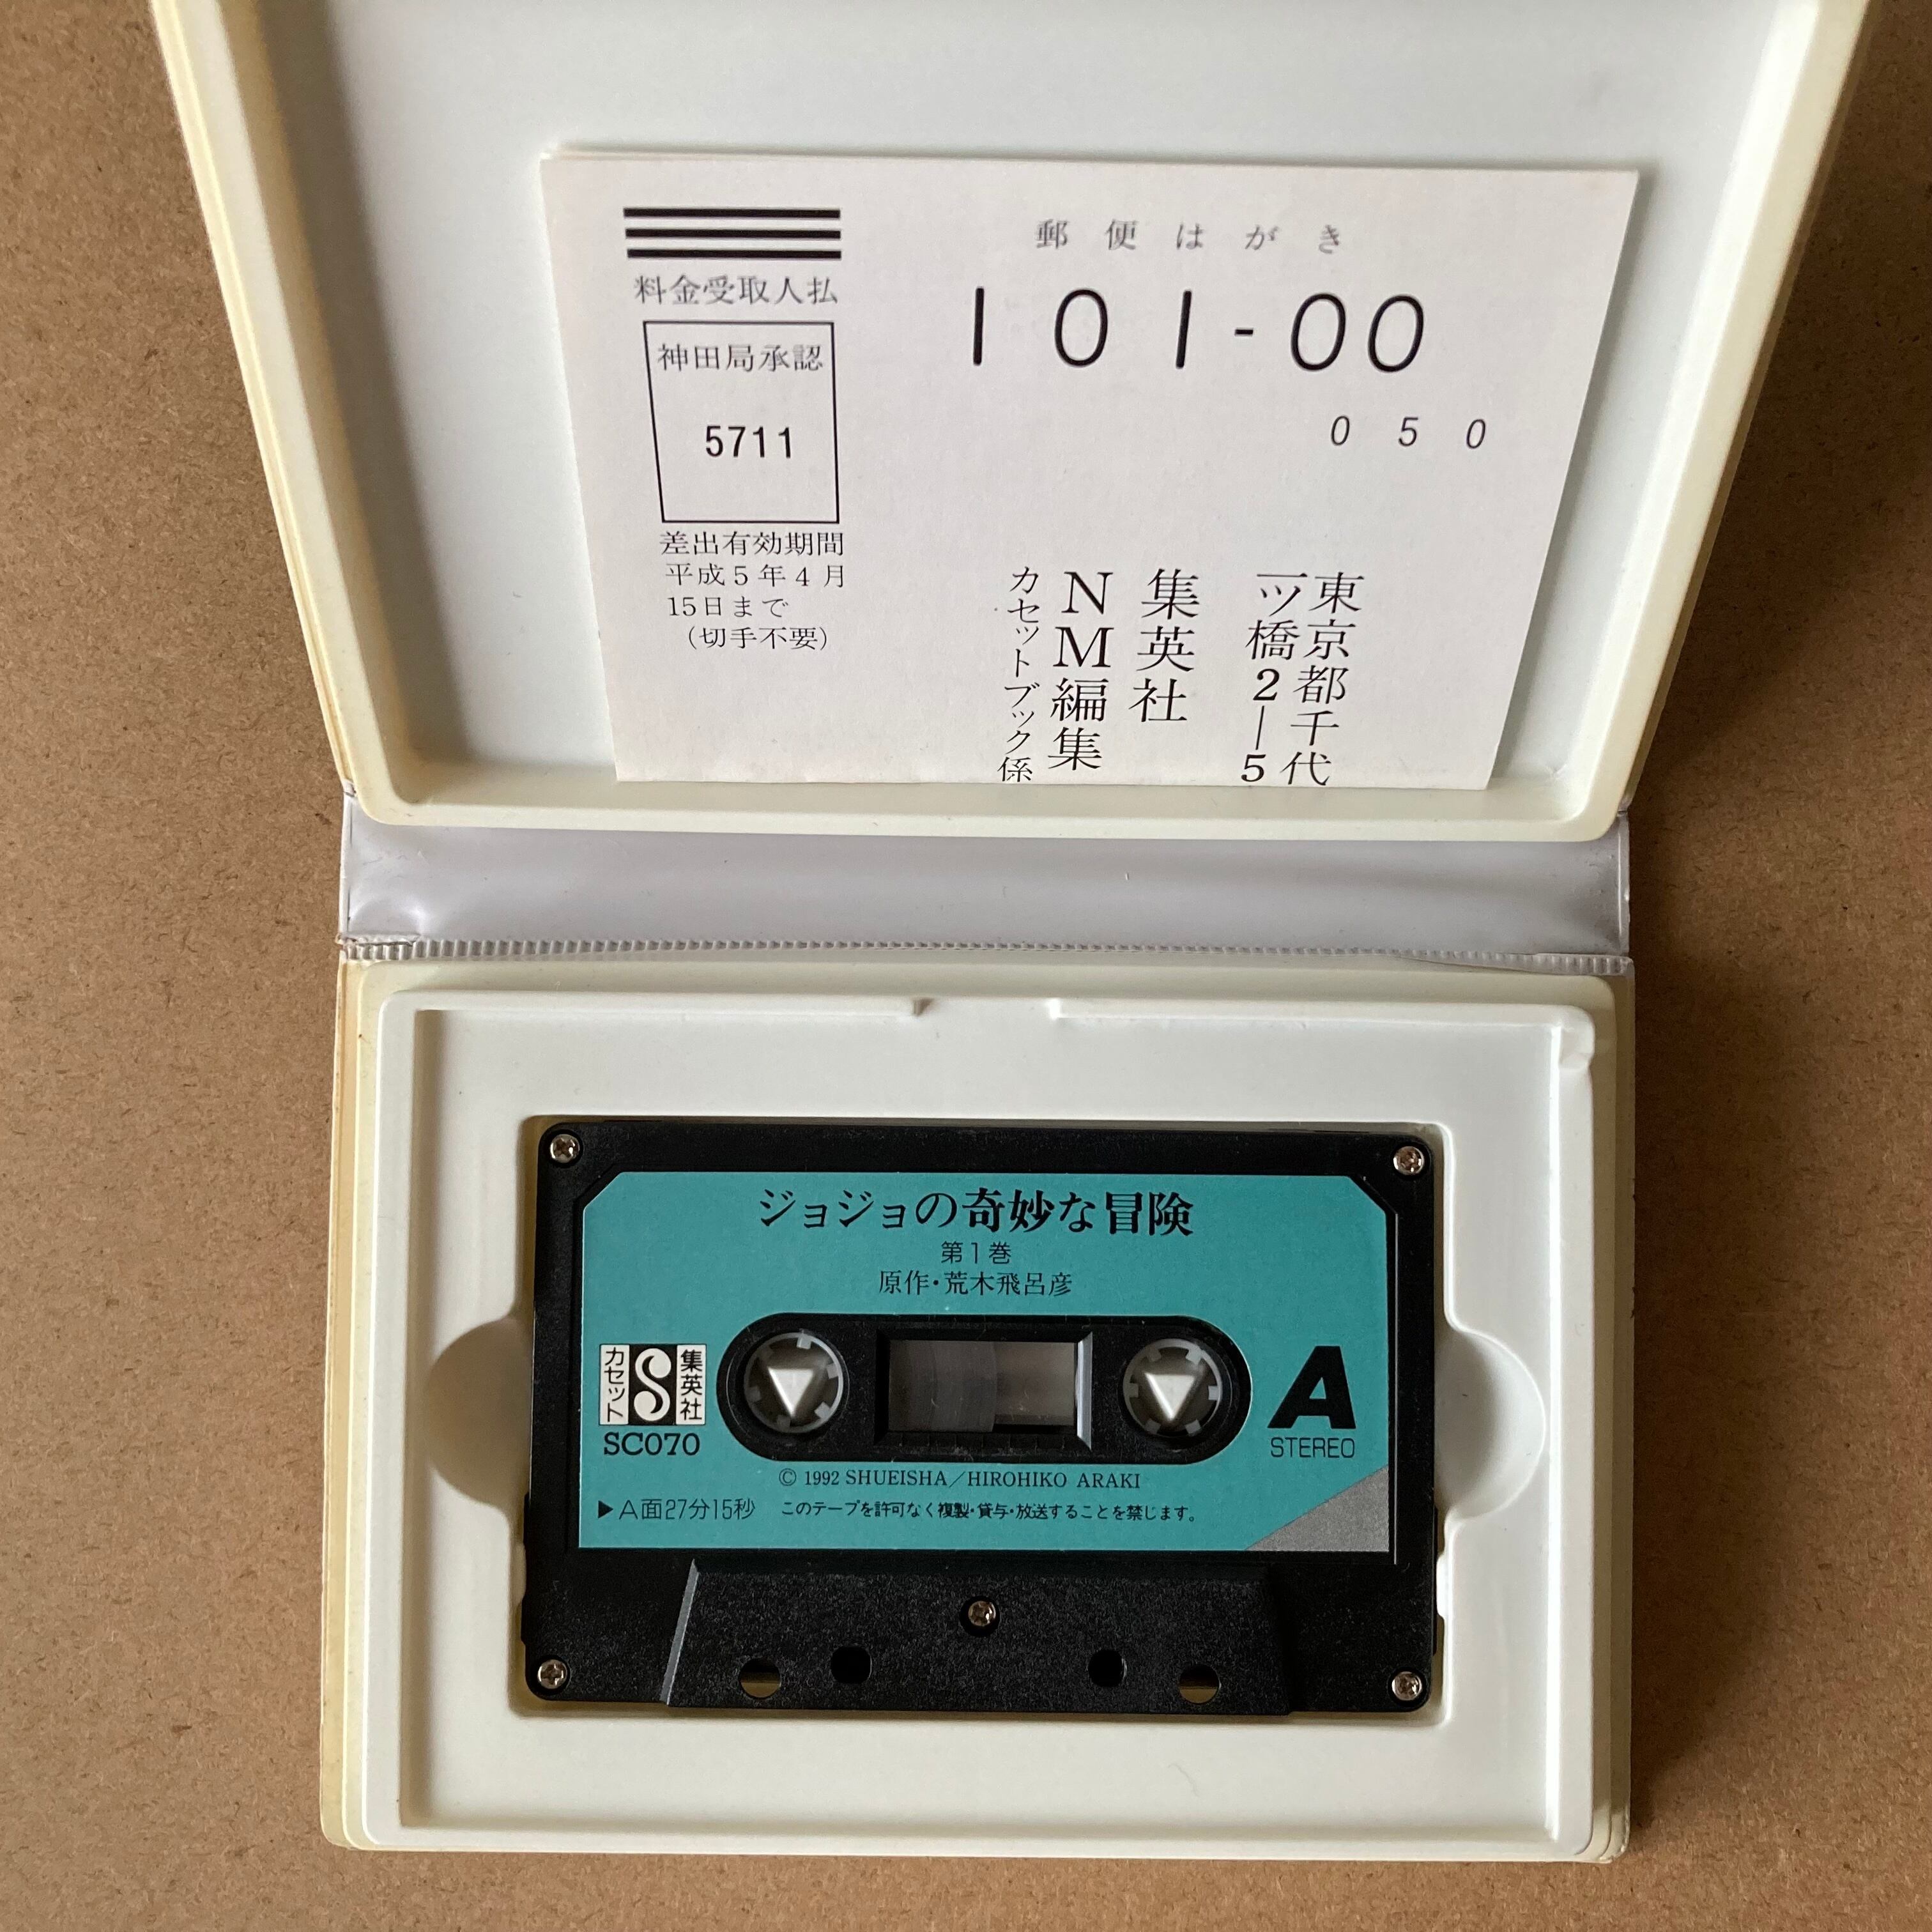 郵便はがき
101-00
050
料金受取人払
神田局承認
5711
差出有効期間
平成5年4月
15日まで
(切手不要)
東京都千代
一ツ橋2―5
集英社
NM編集
カセットブック係
ジョジョの奇妙な冒険
第1巻
原作・荒木飛呂彦
集英社
S
カセット
SC070
A
STEREO
© 1992 SHUEISHA／HIROHIKO ARAKI
▶A面27分15秒
このテープを許可なく複製・貸与・放送することを禁じます。